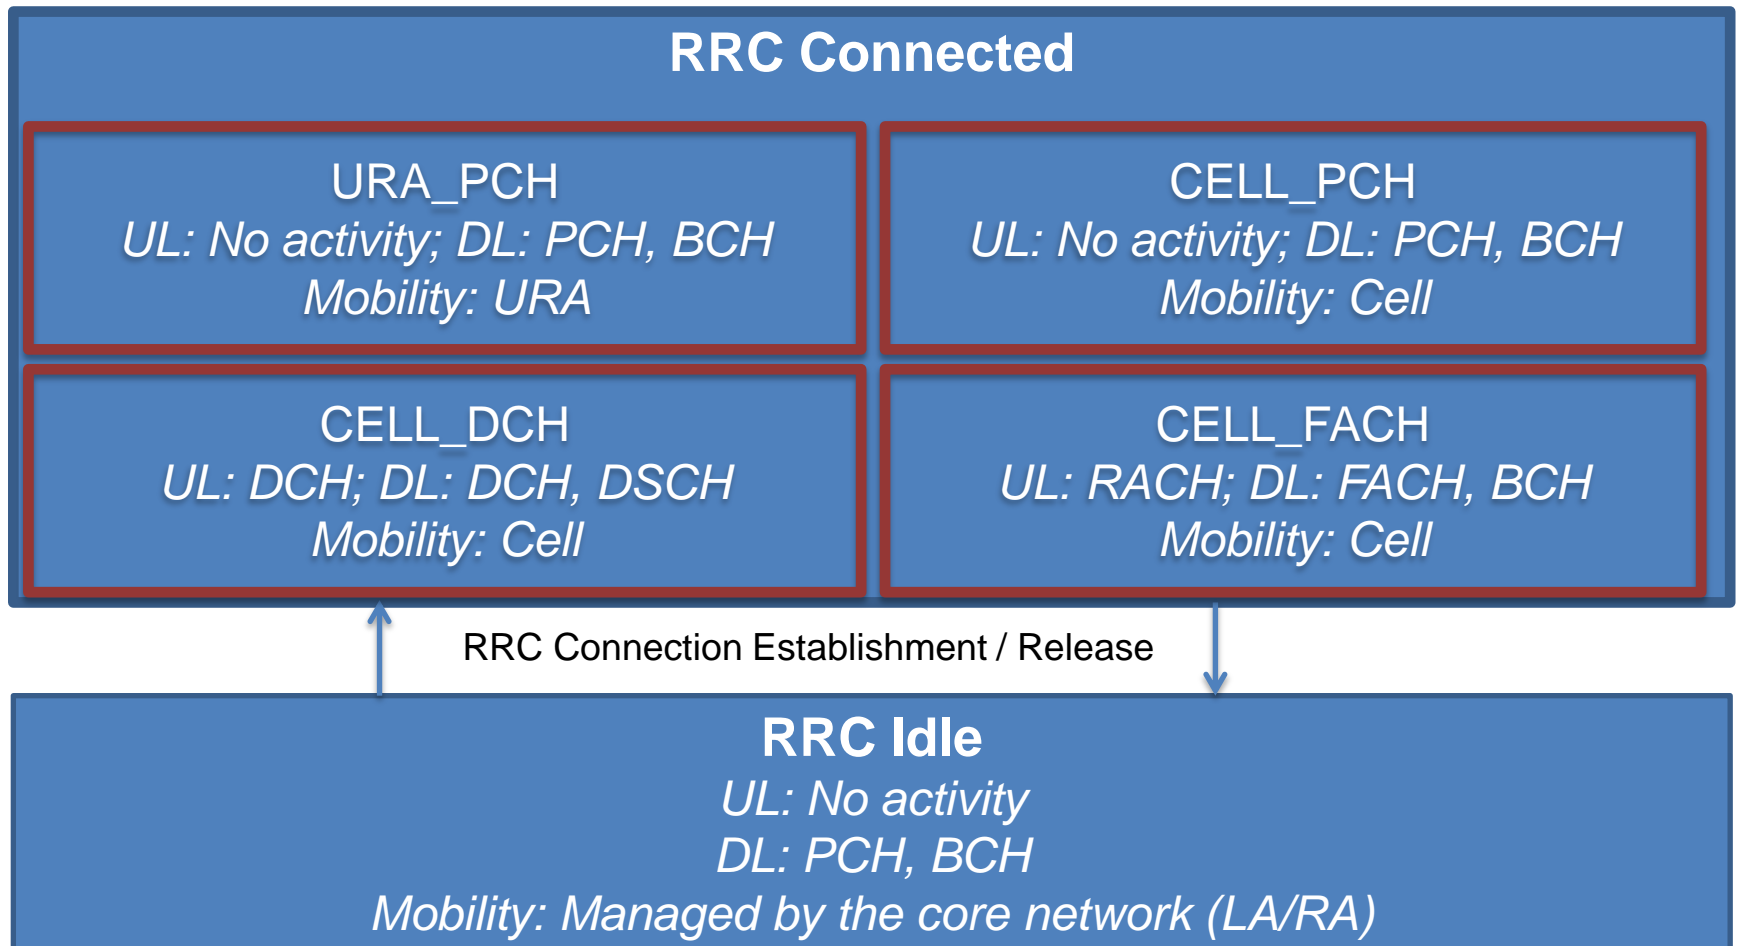 RRC Connected
URA_PCH
UL: No activity; DL: PCH, BCH
Mobility: URA
CELL_PCH
UL: No activity; DL: PCH, BCH
Mobility: Cell
CELL_DCH
UL: DCH; DL: DCH, DSCH
Mobility: Cell
CELL_FACH
UL: RACH; DL: FACH, BCH
Mobility: Cell
RRC Connection Establishment / Release
RRC Idle
UL: No activity
DL: PCH, BCH
Mobility: Managed by the core network (LA/RA)